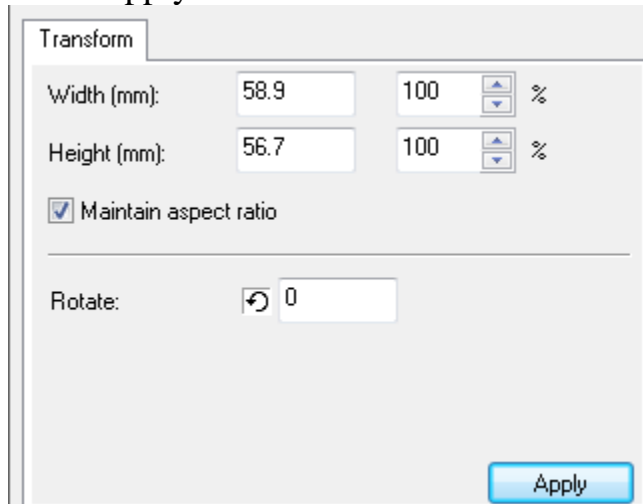 Transform
Width (mm): 58.9 100 %
Height (mm): 56.7 100 %
Maintain aspect ratio
Rotate: 0
Apply